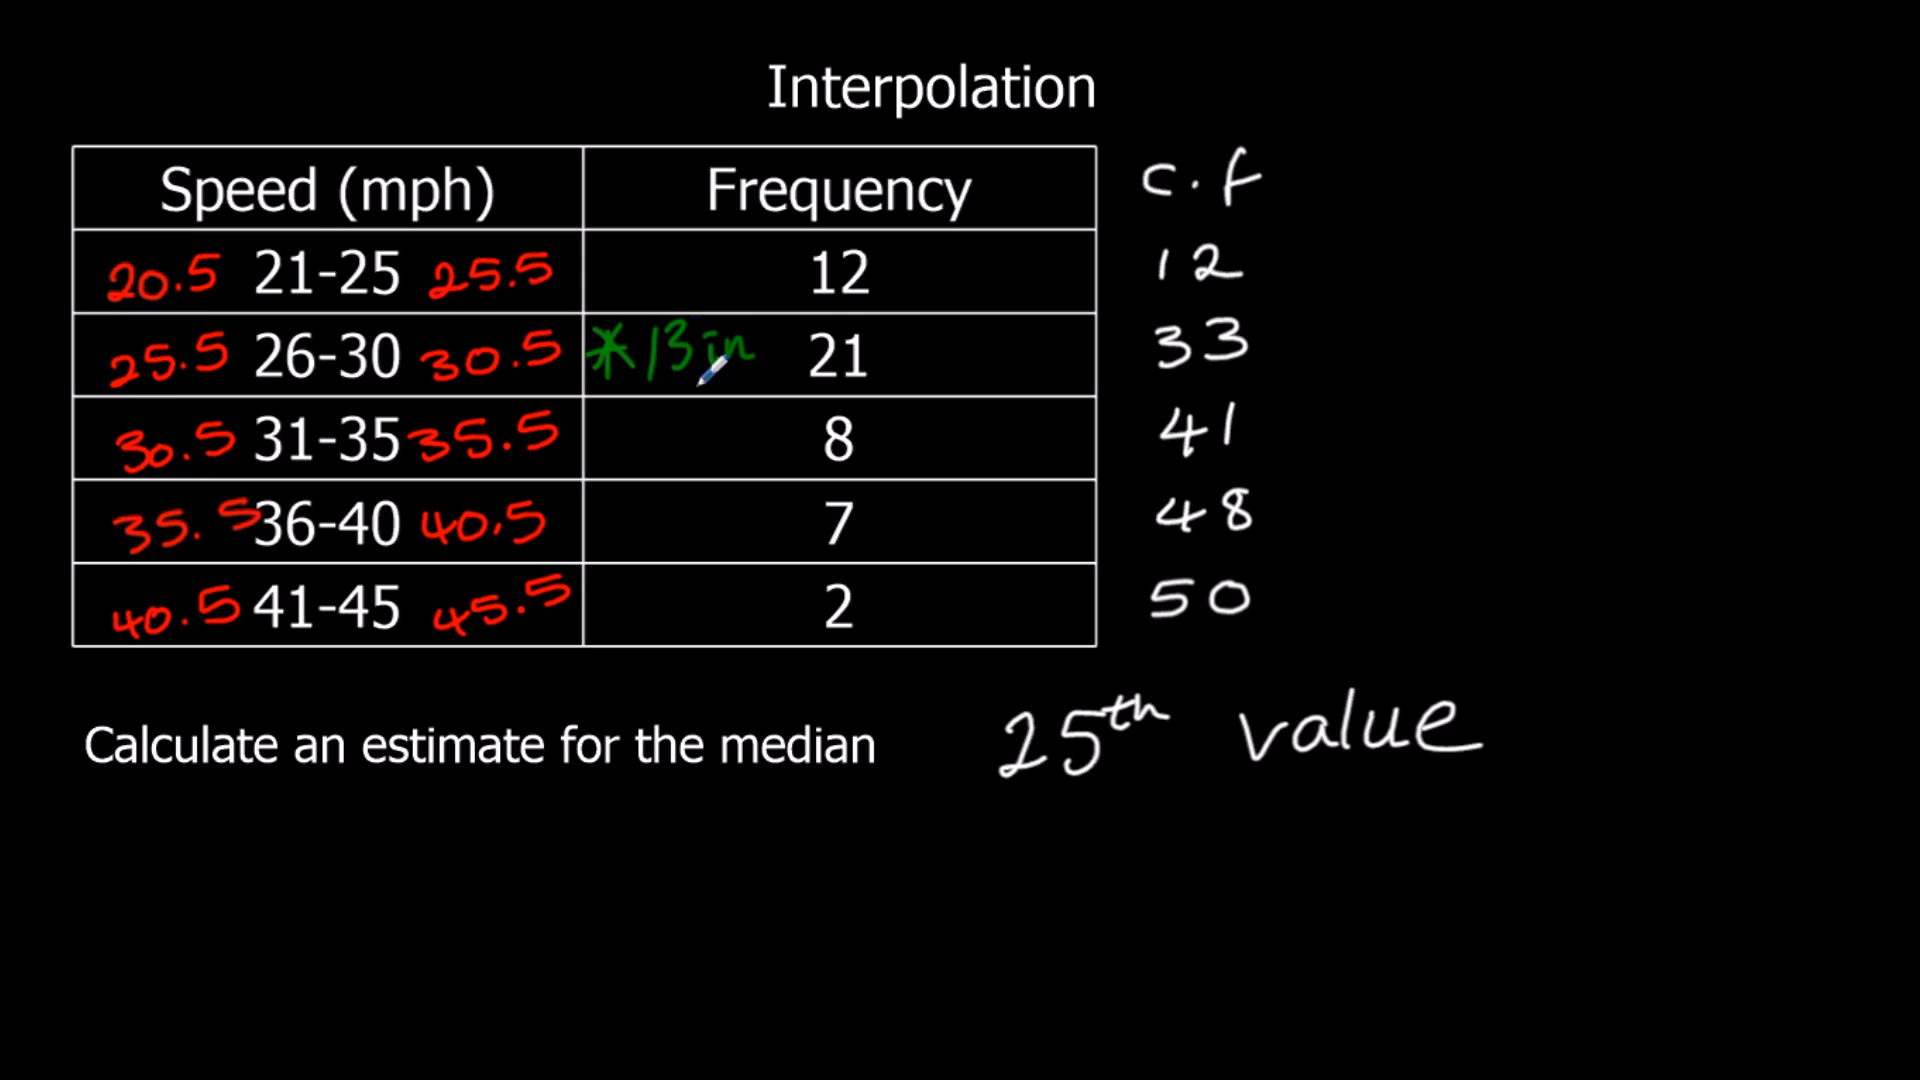 Interpolation
Speed (mph) Frequency c.f
20.5 21-25 25.5 12 12
25.5 26-30 30.5 *13in 21 33
30.5 31-35 35.5 8 41
35.5 36-40 40.5 7 48
40.5 41-45 45.5 2 50
Calculate an estimate for the median 25th value